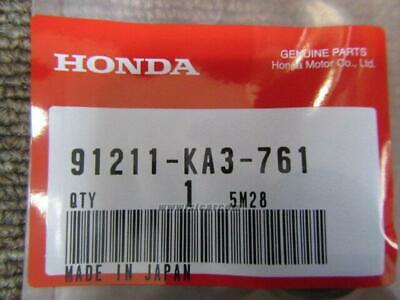 HONDA
GENUINE PARTS
Honda Motor Co., Ltd.
91211-KA3-761
QTY 1 5M28
MADE IN JAPAN